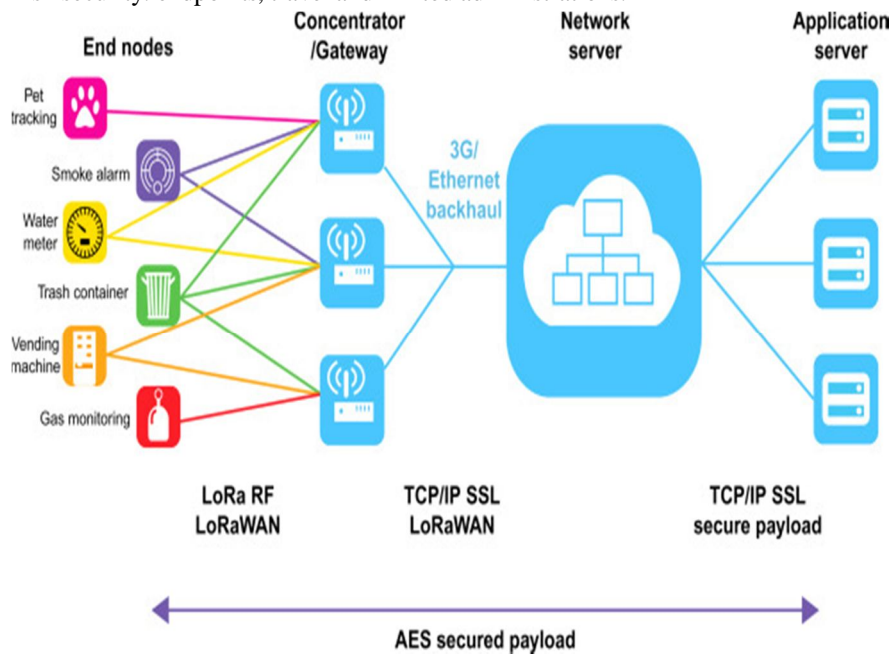 End nodes
Concentrator
/Gateway
Network
server
Application
server
Pet
tracking
Smoke alarm
Water
meter
Trash container
Vending
machine
Gas monitoring
3G/
Ethernet
backhaul
LoRa RF
LoRaWAN
TCP/IP SSL
LoRaWAN
TCP/IP SSL
secure payload
AES secured payload